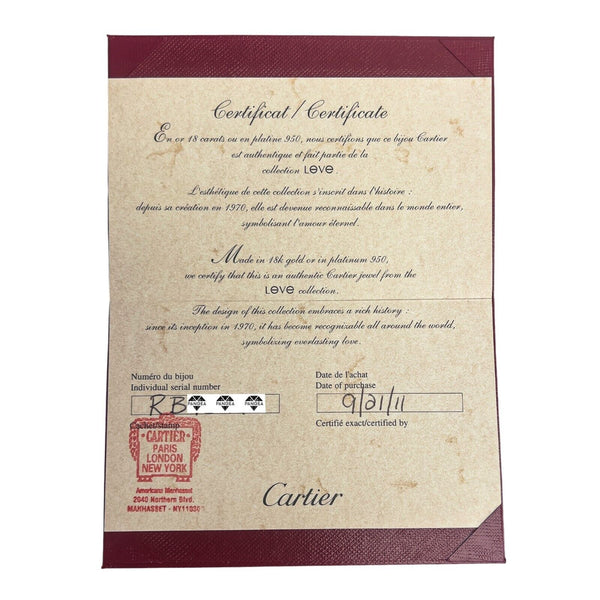 Certificat / Certificate
En or 18 carats ou en platine 950, nous certifions que ce bijou Cartier
est authentique et fait partie de la
collection LOVE.
L'esthétique de cette collection s'inscrit dans l'histoire :
depuis sa création en 1970, elle est devenue reconnaissable dans le monde entier,
symbolisant l'amour éternel.
Made in 18k gold or in platinum 950,
we certify that this is an authentic Cartier jewel from the
LOVE collection.
The design of this collection embraces a rich history :
since its inception in 1970, it has become recognizable all around the world,
symbolizing everlasting love.
Numéro du bijou
Individual serial number
RB PANGEA PANGEA PANGEA
Cachet/stamp
Date de l'achat
Date of purchase
9/21/11
Certifié exact/certified by
CARTIER
PARIS
LONDON
NEW YORK
Americana Manhasset
2040 Northern Blvd.
MANHASSET - NY11030
Cartier